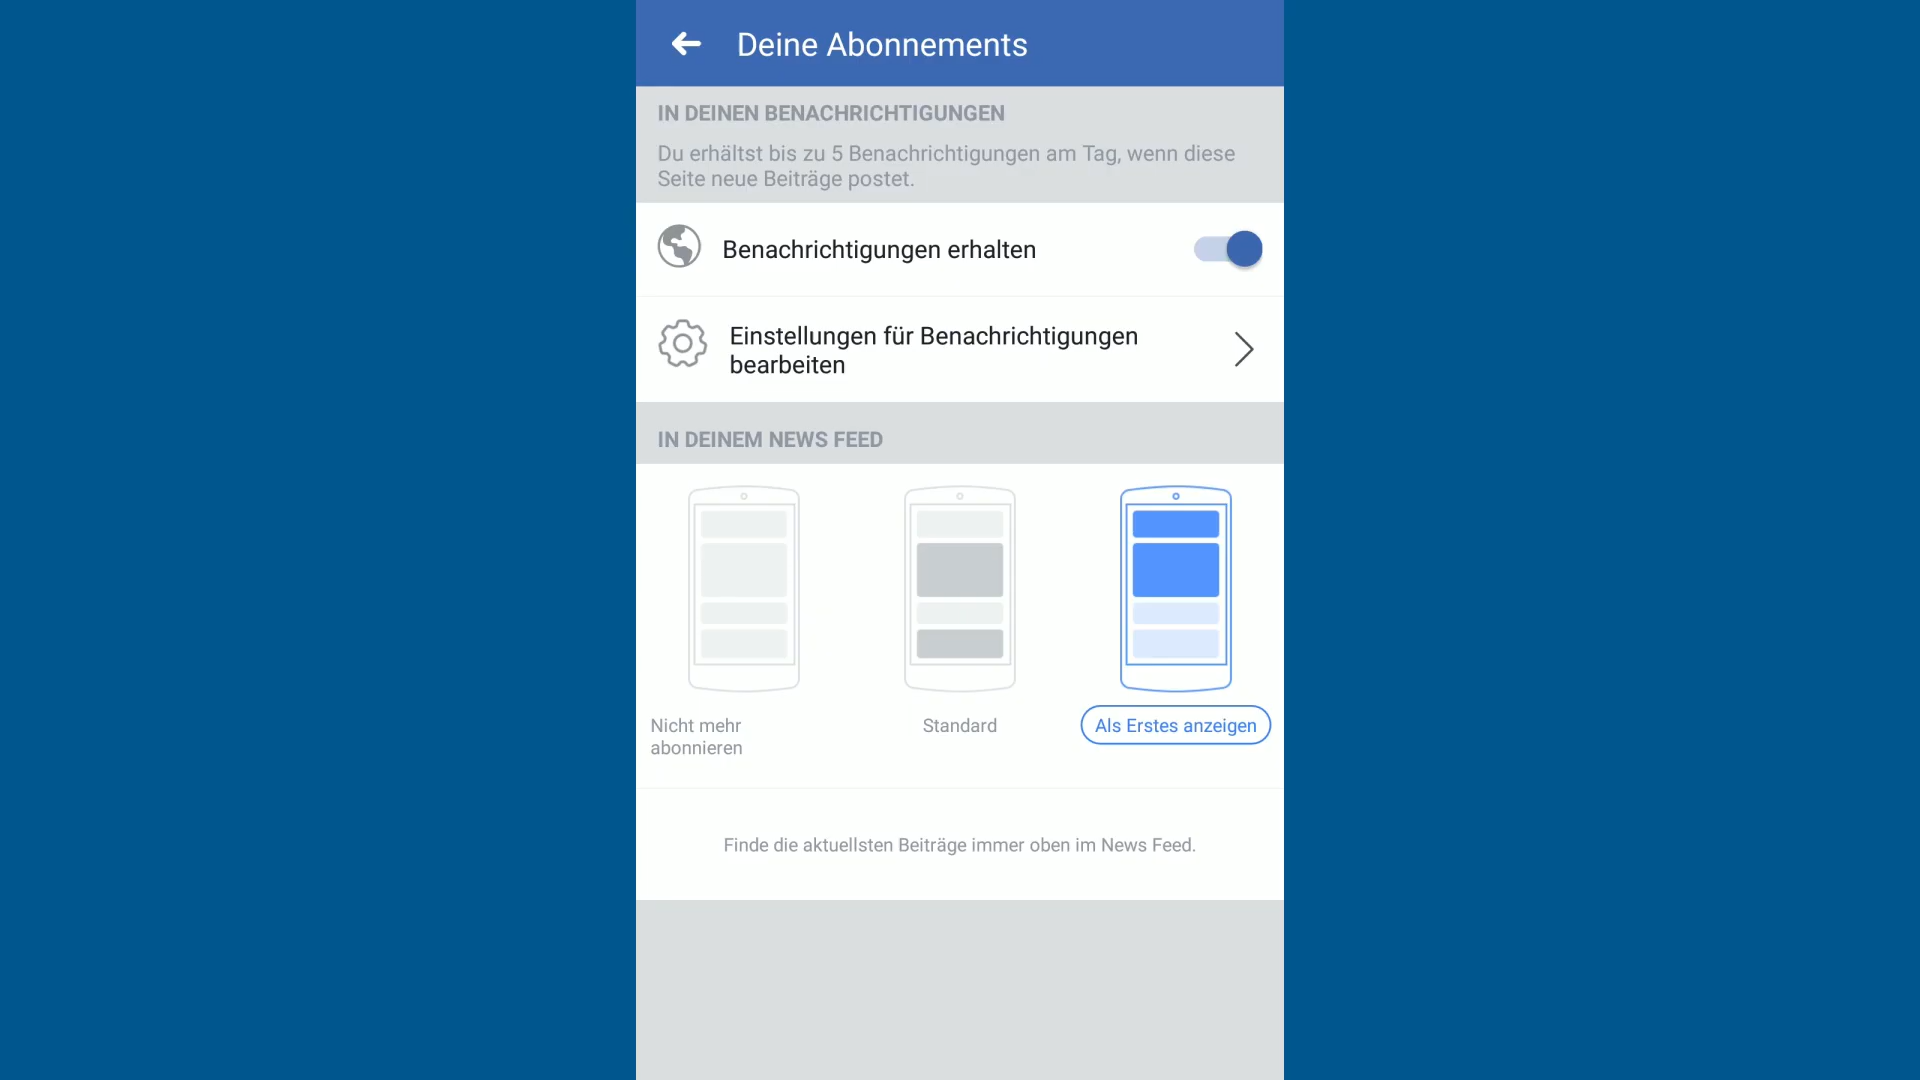 Deine Abonnements
IN DEINEN BENACHRICHTIGUNGEN
Du erhältst bis zu 5 Benachrichtigungen am Tag, wenn diese
Seite neue Beiträge postet.
Benachrichtigungen erhalten
Einstellungen für Benachrichtigungen
bearbeiten
IN DEINEM NEWS FEED
Nicht mehr
abonnieren
Standard
Als Erstes anzeigen
Finde die aktuellsten Beiträge immer oben im News Feed.